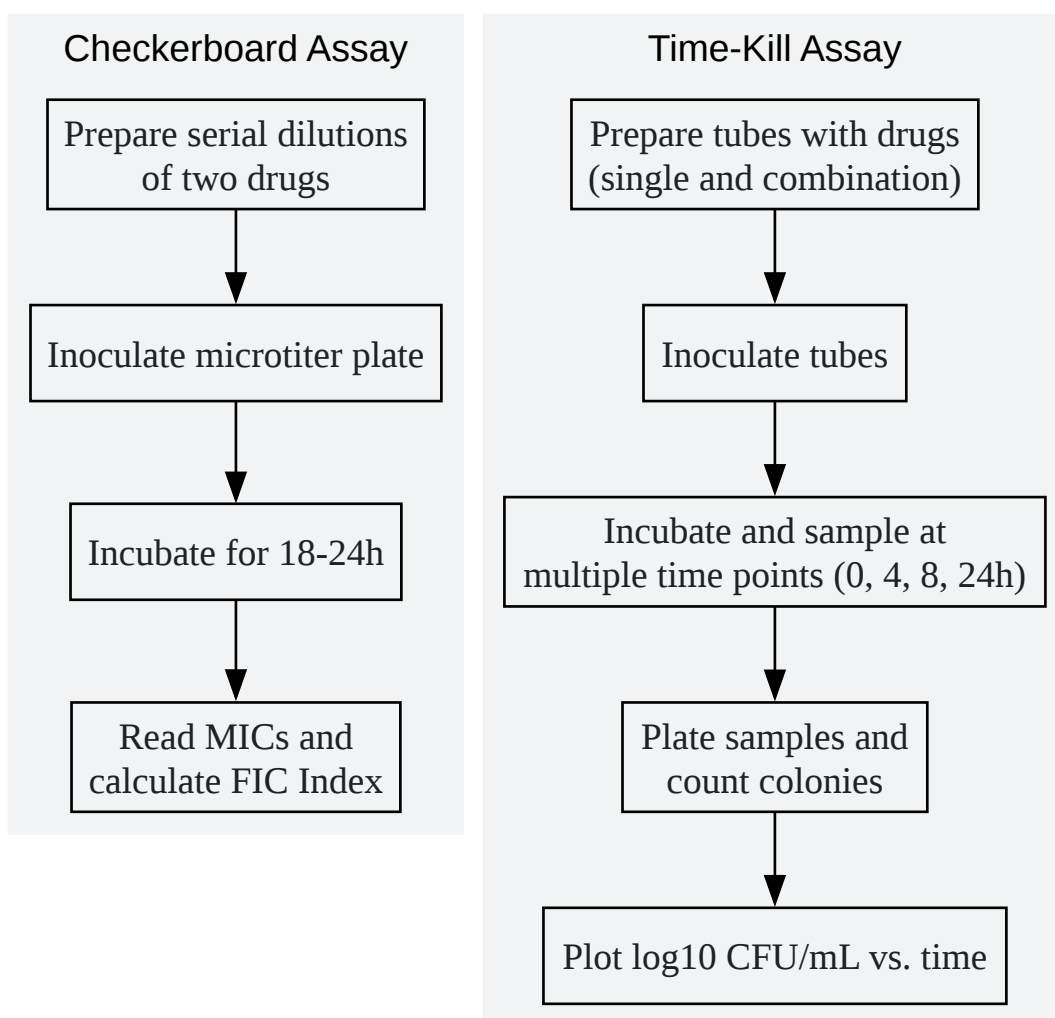 Checkerboard Assay
Prepare serial dilutions
of two drugs
Inoculate microtiter plate
Incubate for 18-24h
Read MICs and
calculate FIC Index
Time-Kill Assay
Prepare tubes with drugs
(single and combination)
Inoculate tubes
Incubate and sample at
multiple time points (0, 4, 8, 24h)
Plate samples and
count colonies
Plot log10 CFU/mL vs. time